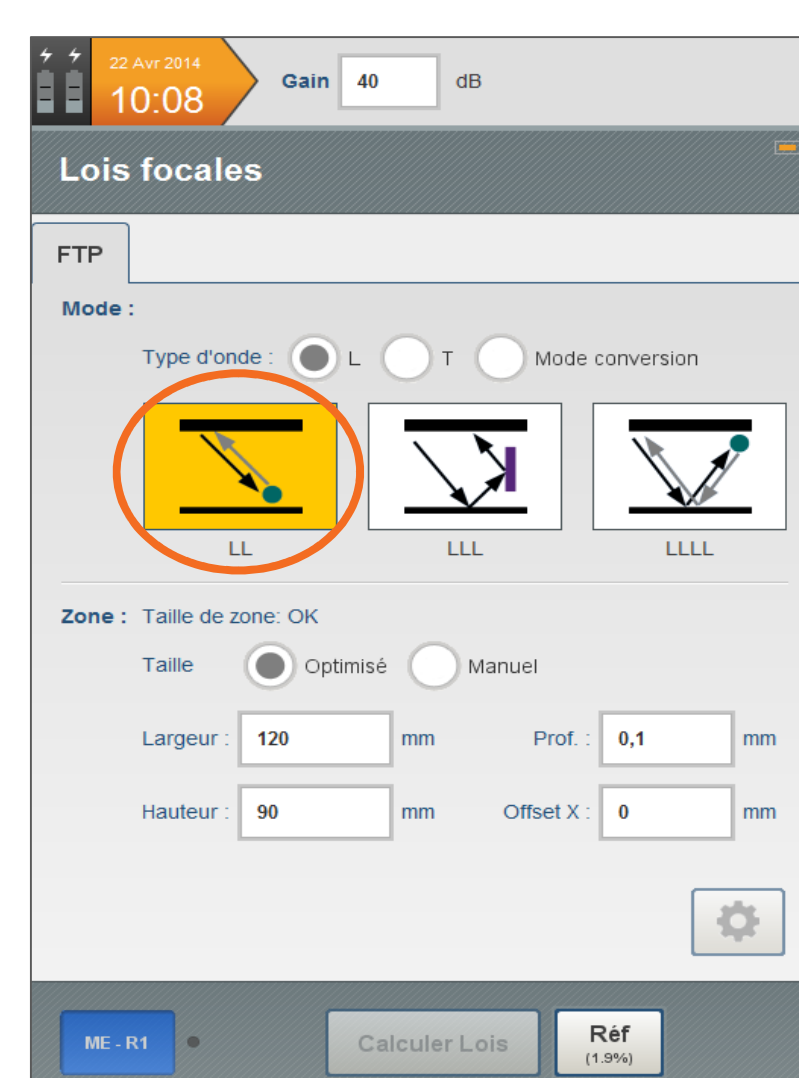 22 Avr 2014
10:08
Gain 40 dB
Lois focales
FTP
Mode :
Type d'onde : L T Mode conversion
LL LLL LLLL
Zone : Taille de zone: OK
Taille Optimisé Manuel
Largeur : 120 mm Prof. : 0,1 mm
Hauteur : 90 mm Offset X : 0 mm
ME - R1 Calculer Lois Réf
(1.9%)